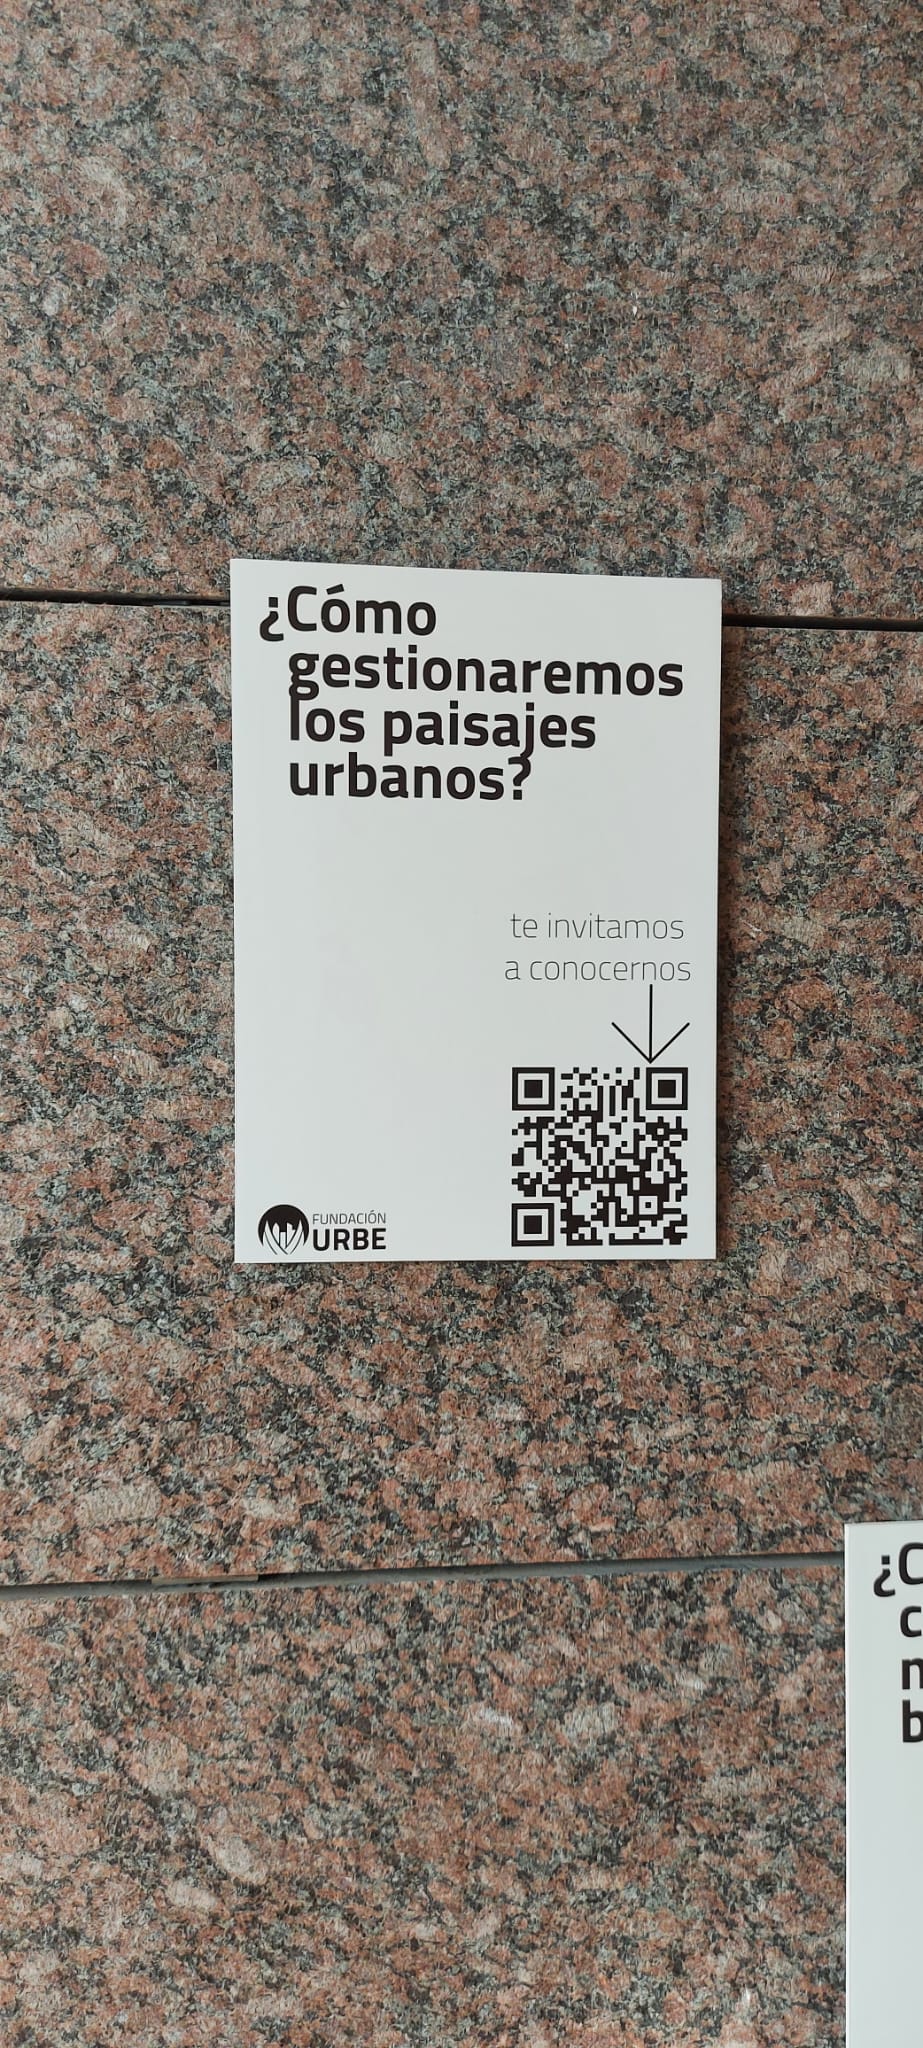 ¿Cómo
gestionaremos
los paisajes
urbanos?
te invitamos
a conocernos
FUNDACIÓN
URBE